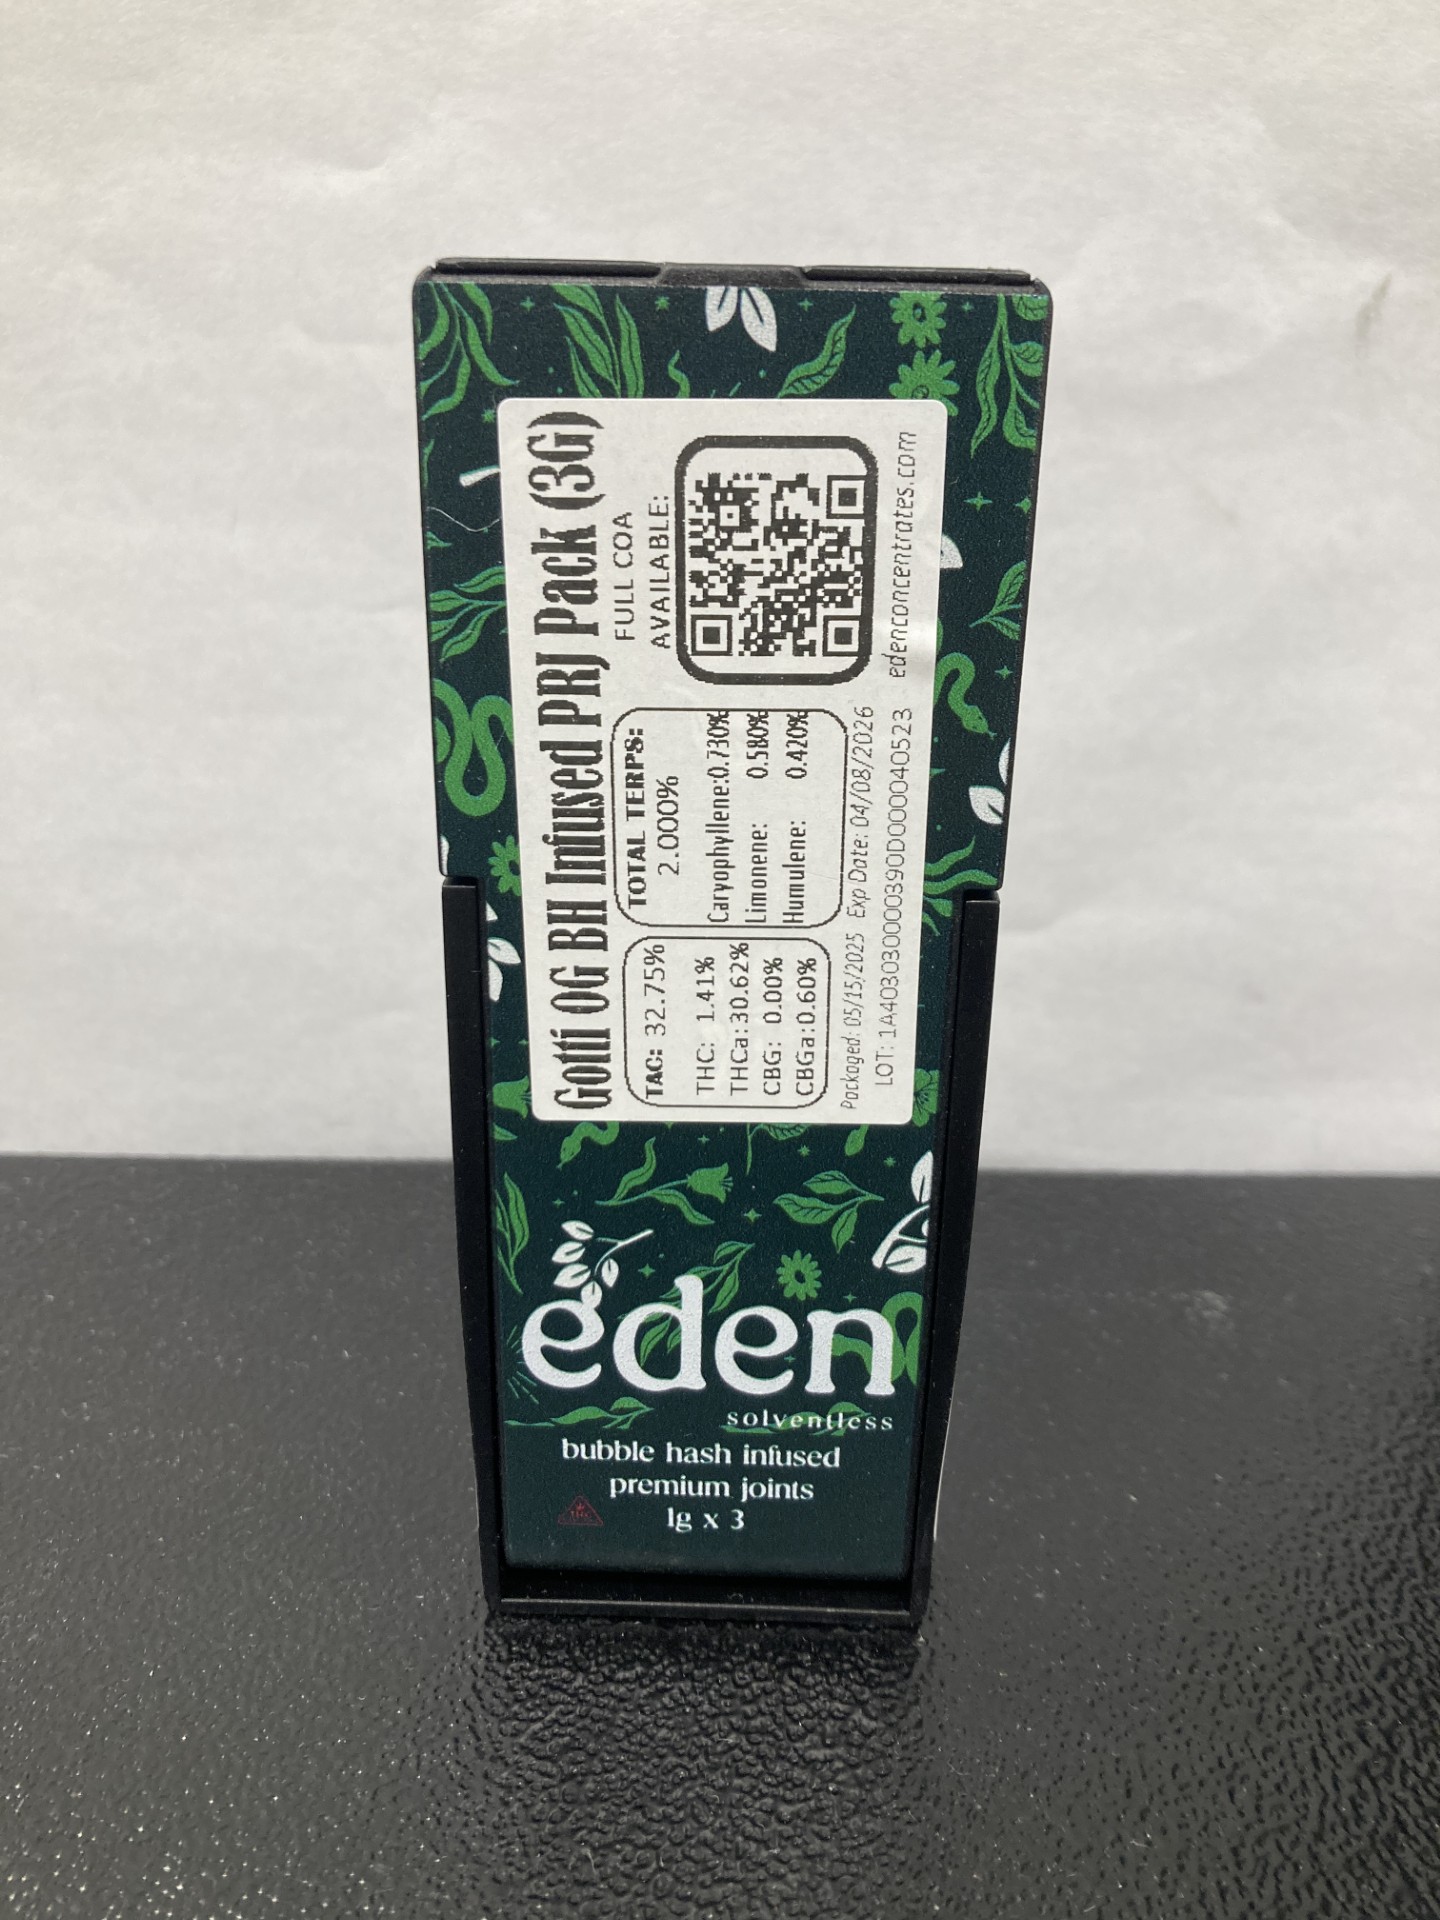 Gotti OG BH Infused PRJ Pack (3G)
TAC: 32.75%
THC: 1.41%
THCa: 30.62%
CBG: 0.00%
CBGa: 0.60%
TOTAL TERPS:
2.000%
Caryophyllene: 0.730%
Limonene: 0.580%
Humulene: 0.420%
FULL COA
AVAILABLE:
Packaged: 05/15/2025 Exp Date: 04/08/2026
LOT: 1A403030000390D000040523
edenconcentrates.com
eden
solventless
bubble hash infused
premium joints
1g x 3
THC